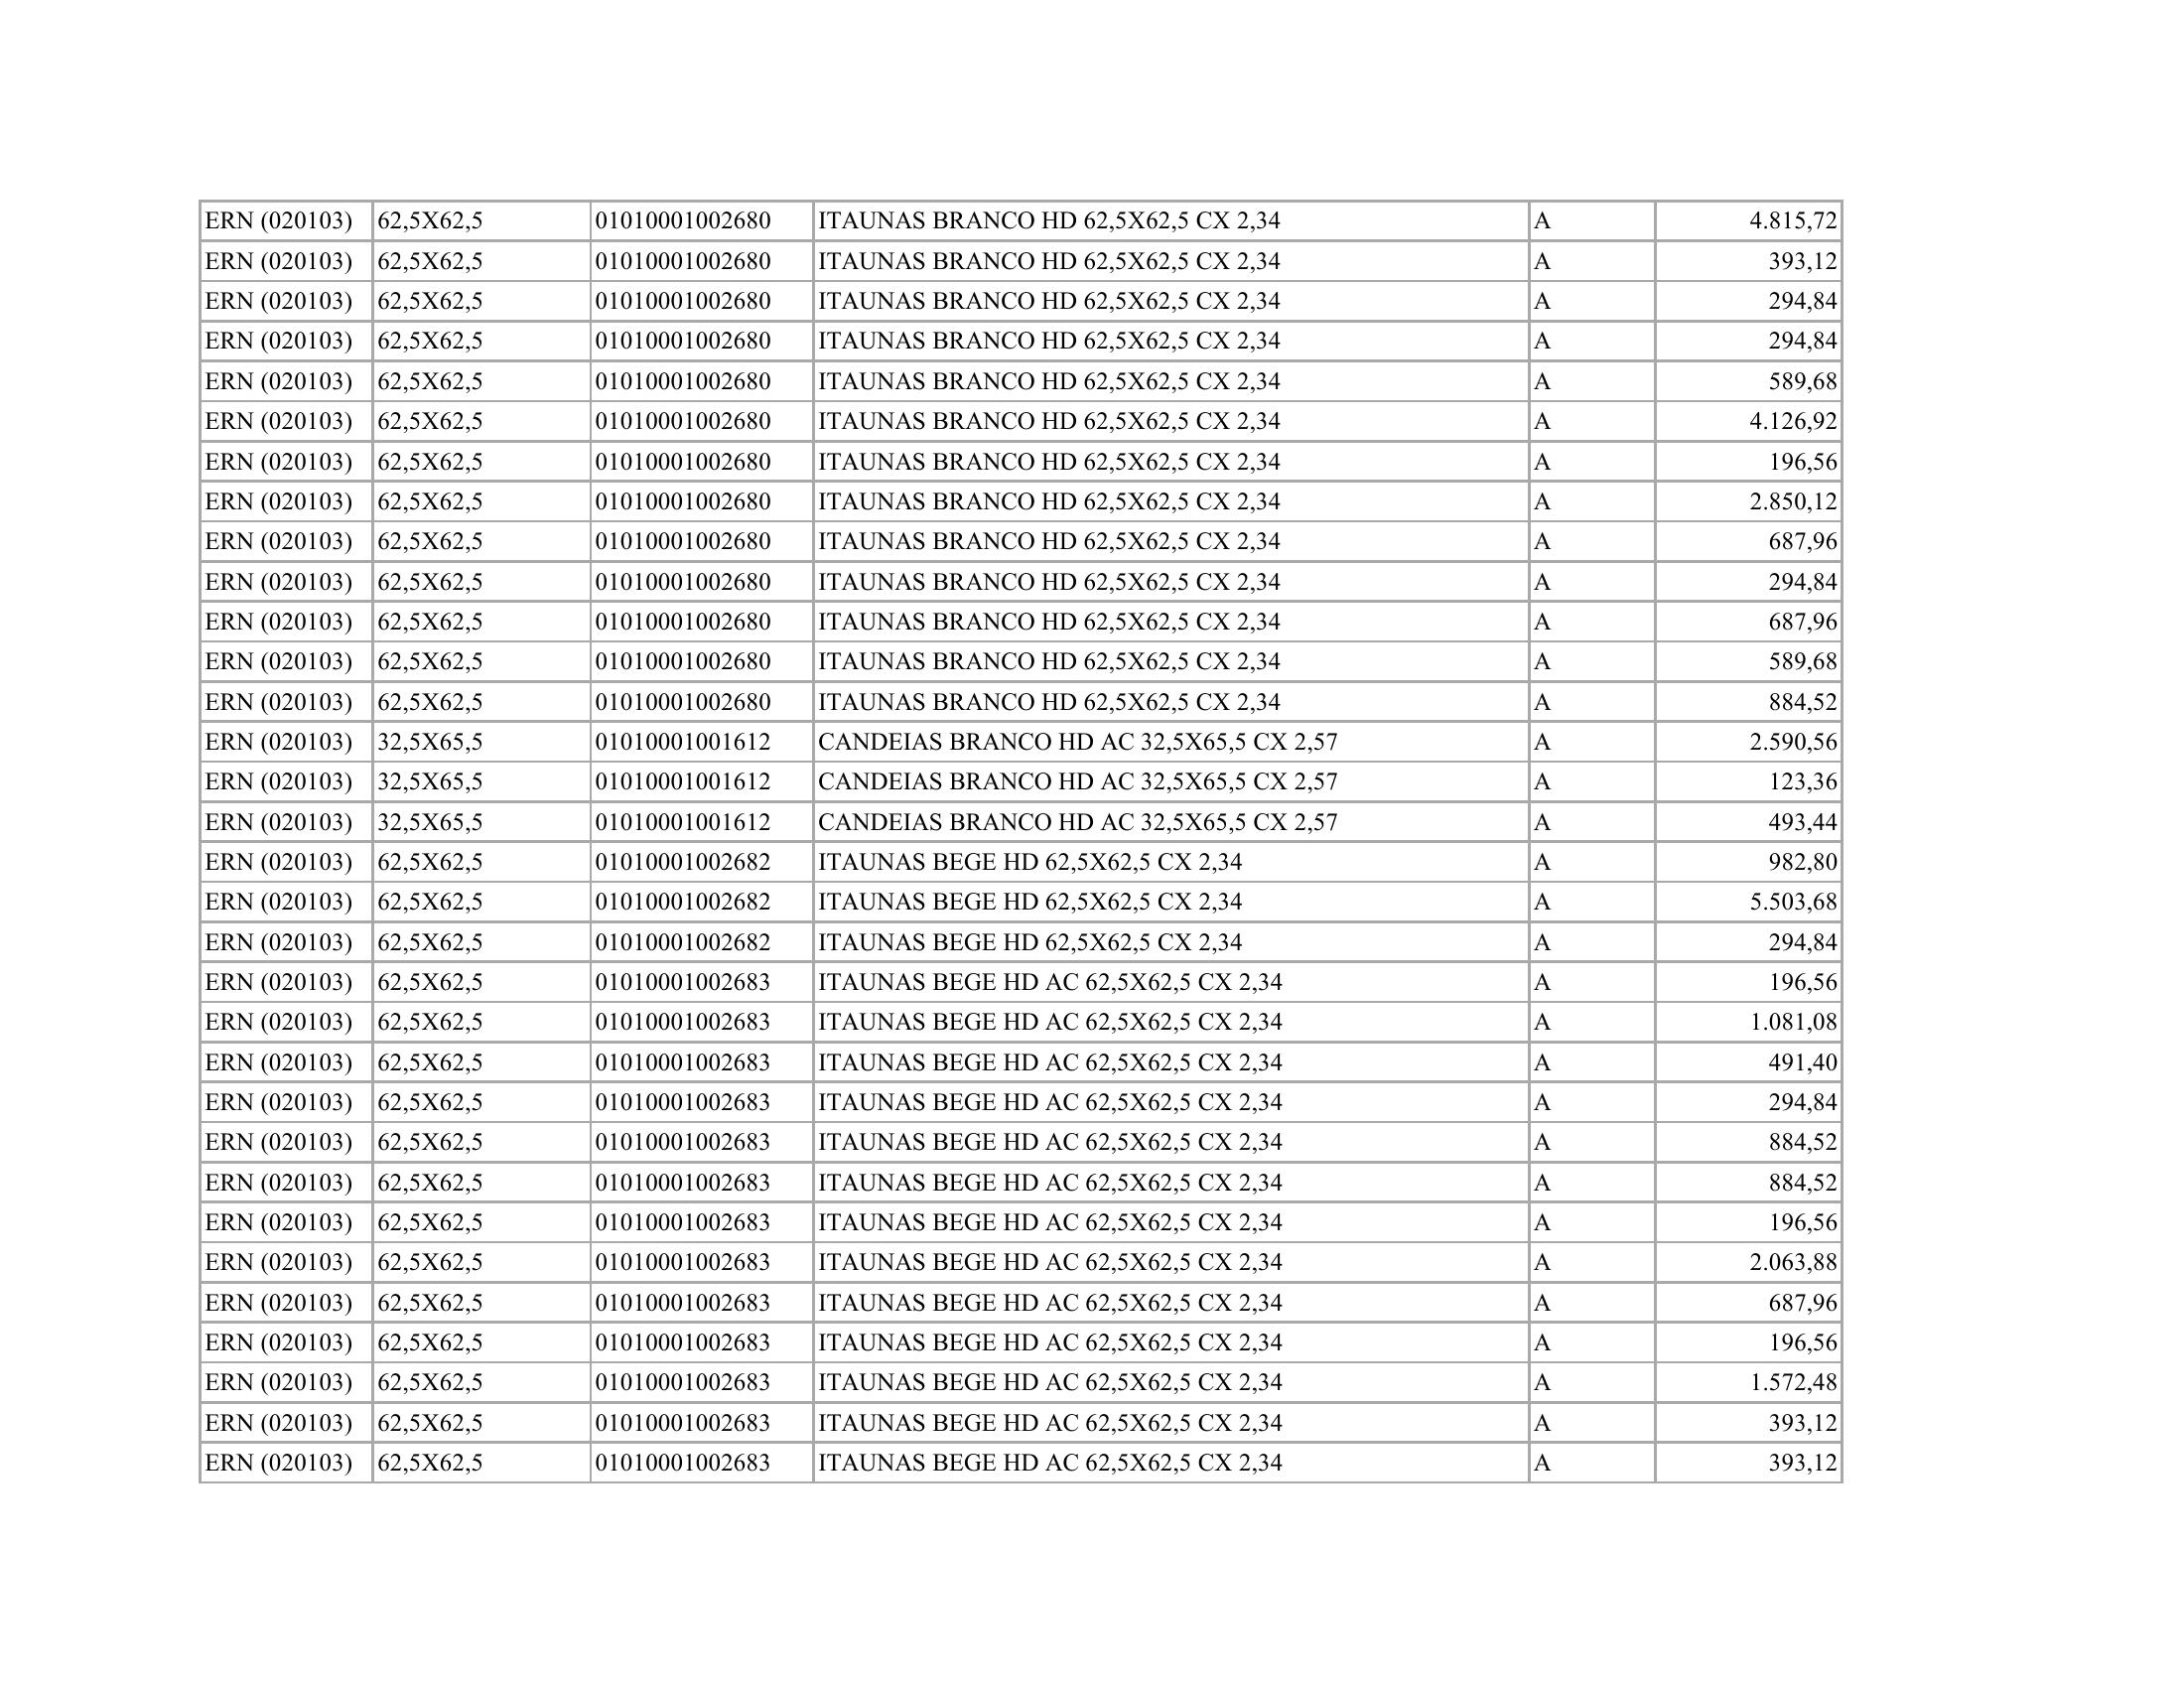 ERN (020103) 62,5X62,5 01010001002680 ITAUNAS BRANCO HD 62,5X62,5 CX 2,34 A 4.815,72
ERN (020103) 62,5X62,5 01010001002680 ITAUNAS BRANCO HD 62,5X62,5 CX 2,34 A 393,12
ERN (020103) 62,5X62,5 01010001002680 ITAUNAS BRANCO HD 62,5X62,5 CX 2,34 A 294,84
ERN (020103) 62,5X62,5 01010001002680 ITAUNAS BRANCO HD 62,5X62,5 CX 2,34 A 294,84
ERN (020103) 62,5X62,5 01010001002680 ITAUNAS BRANCO HD 62,5X62,5 CX 2,34 A 589,68
ERN (020103) 62,5X62,5 01010001002680 ITAUNAS BRANCO HD 62,5X62,5 CX 2,34 A 4.126,92
ERN (020103) 62,5X62,5 01010001002680 ITAUNAS BRANCO HD 62,5X62,5 CX 2,34 A 196,56
ERN (020103) 62,5X62,5 01010001002680 ITAUNAS BRANCO HD 62,5X62,5 CX 2,34 A 2.850,12
ERN (020103) 62,5X62,5 01010001002680 ITAUNAS BRANCO HD 62,5X62,5 CX 2,34 A 687,96
ERN (020103) 62,5X62,5 01010001002680 ITAUNAS BRANCO HD 62,5X62,5 CX 2,34 A 294,84
ERN (020103) 62,5X62,5 01010001002680 ITAUNAS BRANCO HD 62,5X62,5 CX 2,34 A 687,96
ERN (020103) 62,5X62,5 01010001002680 ITAUNAS BRANCO HD 62,5X62,5 CX 2,34 A 589,68
ERN (020103) 62,5X62,5 01010001002680 ITAUNAS BRANCO HD 62,5X62,5 CX 2,34 A 884,52
ERN (020103) 32,5X65,5 01010001001612 CANDEIAS BRANCO HD AC 32,5X65,5 CX 2,57 A 2.590,56
ERN (020103) 32,5X65,5 01010001001612 CANDEIAS BRANCO HD AC 32,5X65,5 CX 2,57 A 123,36
ERN (020103) 32,5X65,5 01010001001612 CANDEIAS BRANCO HD AC 32,5X65,5 CX 2,57 A 493,44
ERN (020103) 62,5X62,5 01010001002682 ITAUNAS BEGE HD 62,5X62,5 CX 2,34 A 982,80
ERN (020103) 62,5X62,5 01010001002682 ITAUNAS BEGE HD 62,5X62,5 CX 2,34 A 5.503,68
ERN (020103) 62,5X62,5 01010001002682 ITAUNAS BEGE HD 62,5X62,5 CX 2,34 A 294,84
ERN (020103) 62,5X62,5 01010001002683 ITAUNAS BEGE HD AC 62,5X62,5 CX 2,34 A 196,56
ERN (020103) 62,5X62,5 01010001002683 ITAUNAS BEGE HD AC 62,5X62,5 CX 2,34 A 1.081,08
ERN (020103) 62,5X62,5 01010001002683 ITAUNAS BEGE HD AC 62,5X62,5 CX 2,34 A 491,40
ERN (020103) 62,5X62,5 01010001002683 ITAUNAS BEGE HD AC 62,5X62,5 CX 2,34 A 294,84
ERN (020103) 62,5X62,5 01010001002683 ITAUNAS BEGE HD AC 62,5X62,5 CX 2,34 A 884,52
ERN (020103) 62,5X62,5 01010001002683 ITAUNAS BEGE HD AC 62,5X62,5 CX 2,34 A 884,52
ERN (020103) 62,5X62,5 01010001002683 ITAUNAS BEGE HD AC 62,5X62,5 CX 2,34 A 196,56
ERN (020103) 62,5X62,5 01010001002683 ITAUNAS BEGE HD AC 62,5X62,5 CX 2,34 A 2.063,88
ERN (020103) 62,5X62,5 01010001002683 ITAUNAS BEGE HD AC 62,5X62,5 CX 2,34 A 687,96
ERN (020103) 62,5X62,5 01010001002683 ITAUNAS BEGE HD AC 62,5X62,5 CX 2,34 A 196,56
ERN (020103) 62,5X62,5 01010001002683 ITAUNAS BEGE HD AC 62,5X62,5 CX 2,34 A 1.572,48
ERN (020103) 62,5X62,5 01010001002683 ITAUNAS BEGE HD AC 62,5X62,5 CX 2,34 A 393,12
ERN (020103) 62,5X62,5 01010001002683 ITAUNAS BEGE HD AC 62,5X62,5 CX 2,34 A 393,12